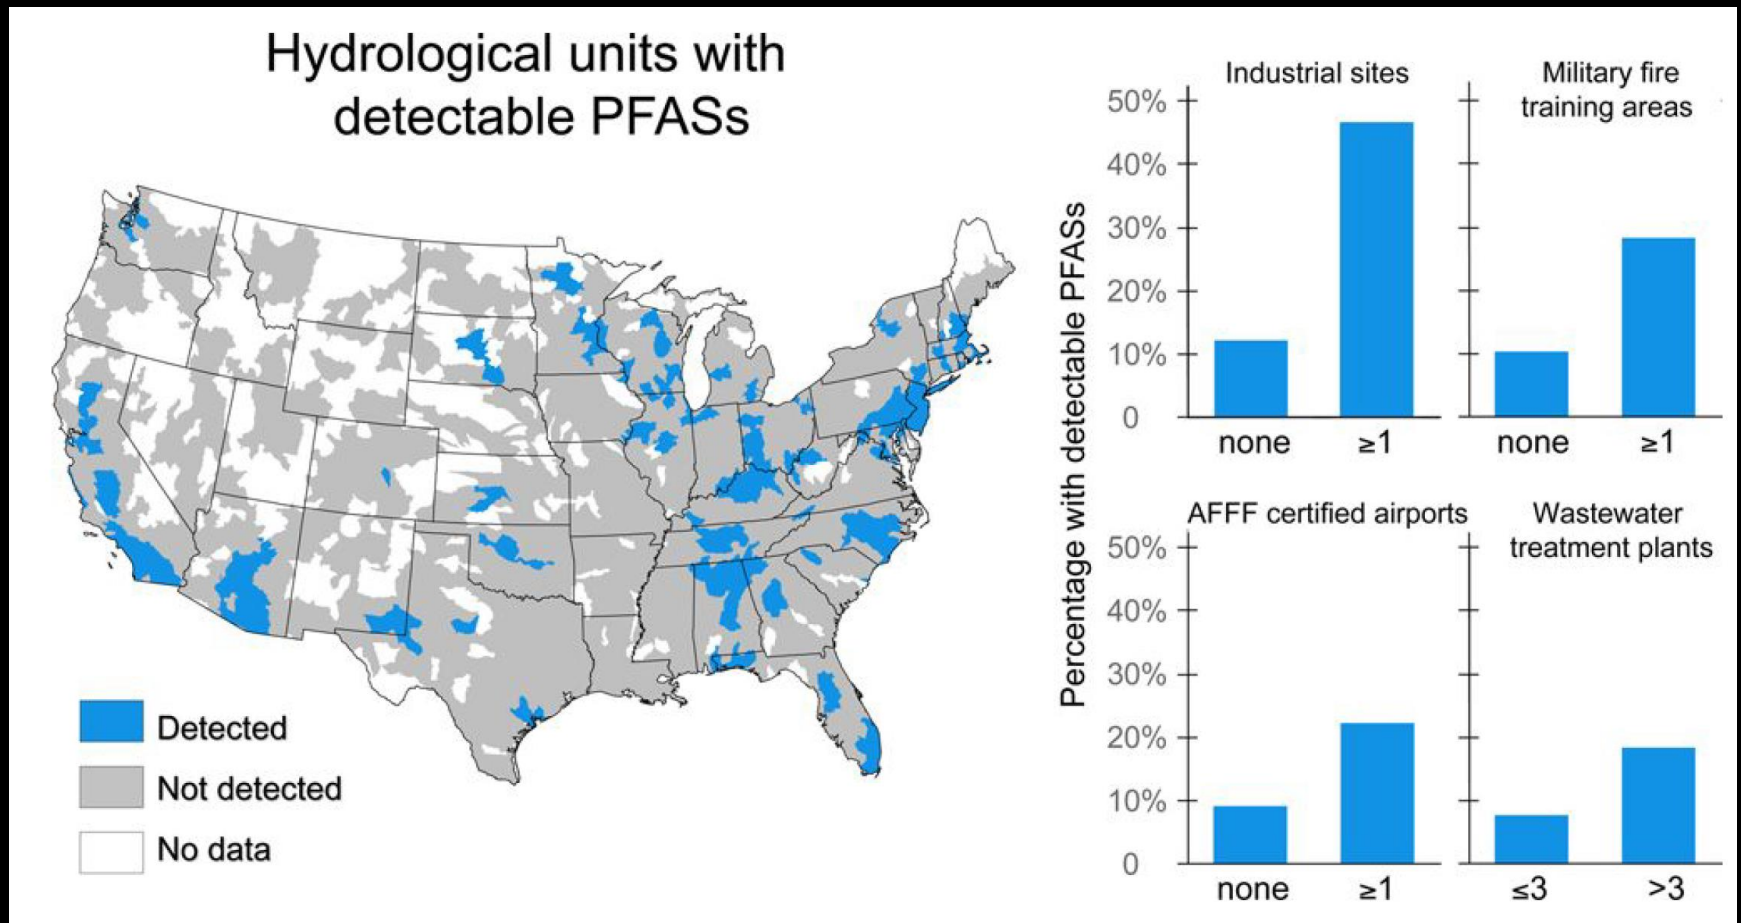 Hydrological units with
detectable PFASs
Detected
Not detected
No data
Percentage with detectable PFASs
Industrial sites
50%
40%
30%
20%
10%
0
none
≥1
Military fire
training areas
none
≥1
AFFF certified airports
50%
40%
30%
20%
10%
0
none
≥1
Wastewater
treatment plants
≤3
>3